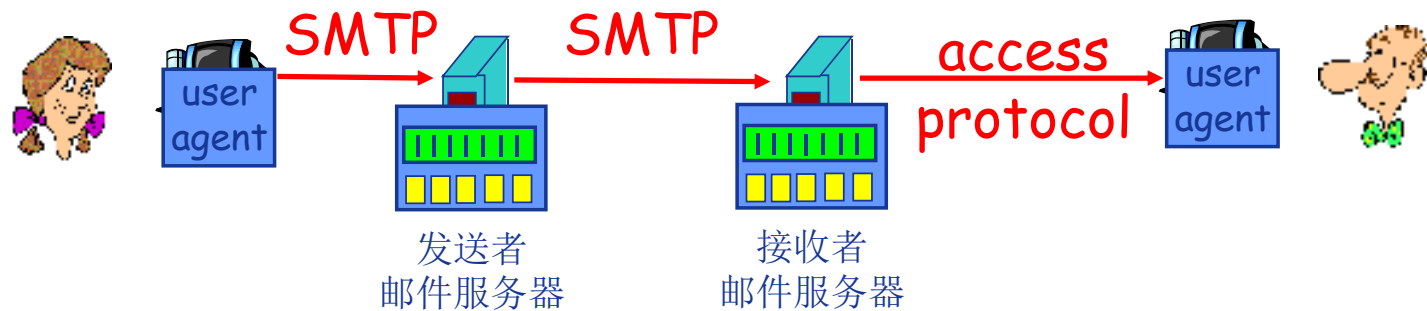 SMTP
SMTP
access
protocol
user
agent
user
agent
发送者
邮件服务器
接收者
邮件服务器